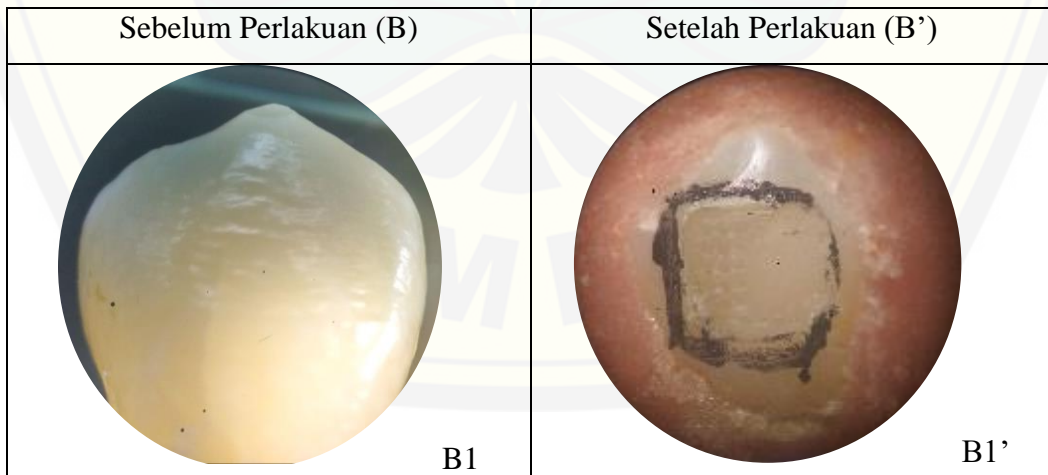 Sebelum Perlakuan (B)
Setelah Perlakuan (B’)
B1
B1’